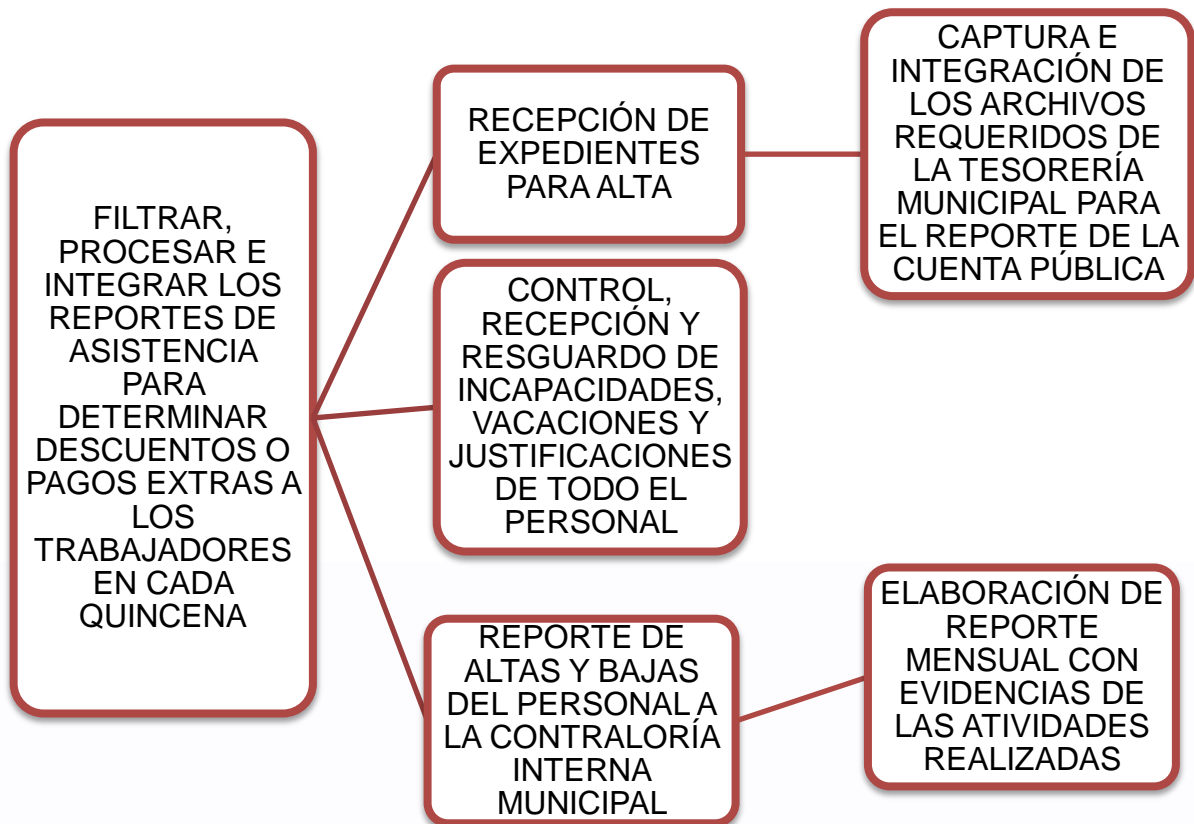 FILTRAR,
PROCESAR E
INTEGRAR LOS
REPORTES DE
ASISTENCIA
PARA
DETERMINAR
DESCUENTOS O
PAGOS EXTRAS A
LOS
TRABAJADORES
EN CADA
QUINCENA
RECEPCIÓN DE
EXPEDIENTES
PARA ALTA
CAPTURA E
INTEGRACIÓN DE
LOS ARCHIVOS
REQUERIDOS DE
LA TESORERÍA
MUNICIPAL PARA
EL REPORTE DE LA
CUENTA PÚBLICA
CONTROL,
RECEPCIÓN Y
RESGUARDO DE
INCAPACIDADES,
VACACIONES Y
JUSTIFICACIONES
DE TODO EL
PERSONAL
REPORTE DE
ALTAS Y BAJAS
DEL PERSONAL A
LA CONTRALORÍA
INTERNA
MUNICIPAL
ELABORACIÓN DE
REPORTE
MENSUAL CON
EVIDENCIAS DE
LAS ATIVIDADES
REALIZADAS